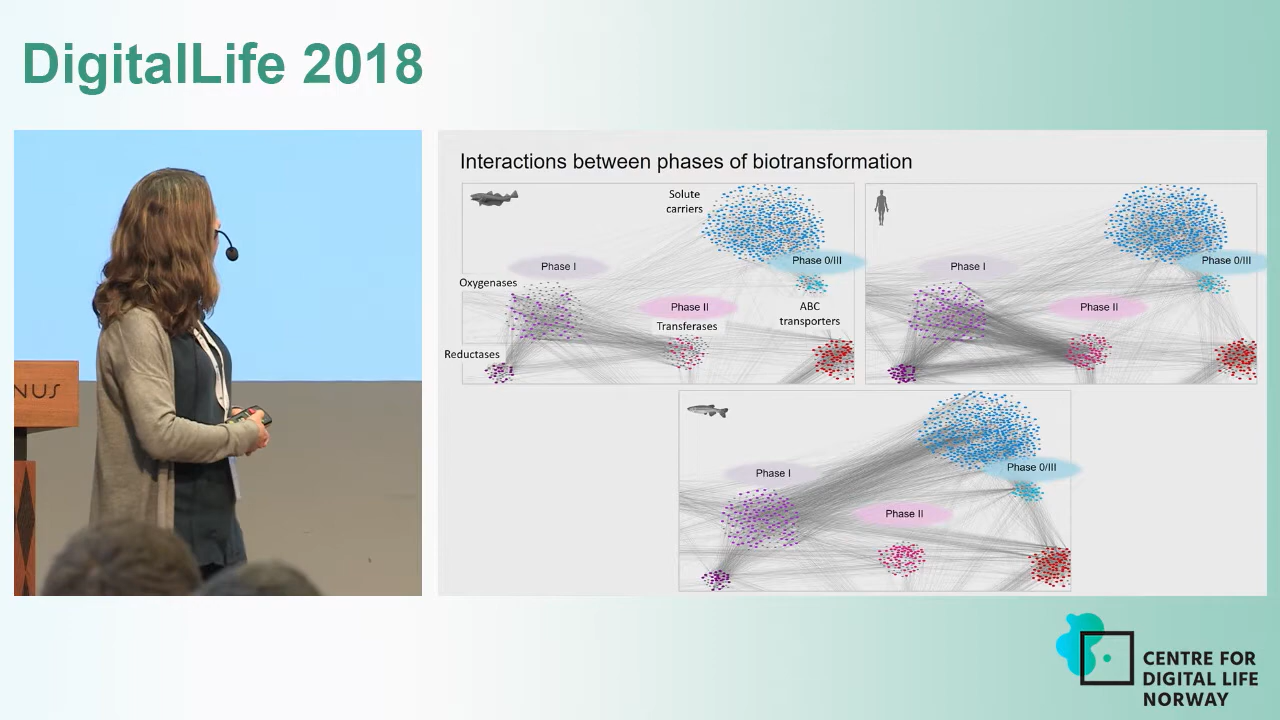 DigitalLife 2018
NUS
Interactions between phases of biotransformation
Solute
carriers
Phase 0/III
Phase I
Oxygenases
Phase II
ABC
transporters
Transferases
Reductases
Phase 0/III
Phase I
Phase II
Phase 0/III
Phase I
Phase II
CENTRE FOR
DIGITAL LIFE
NORWAY